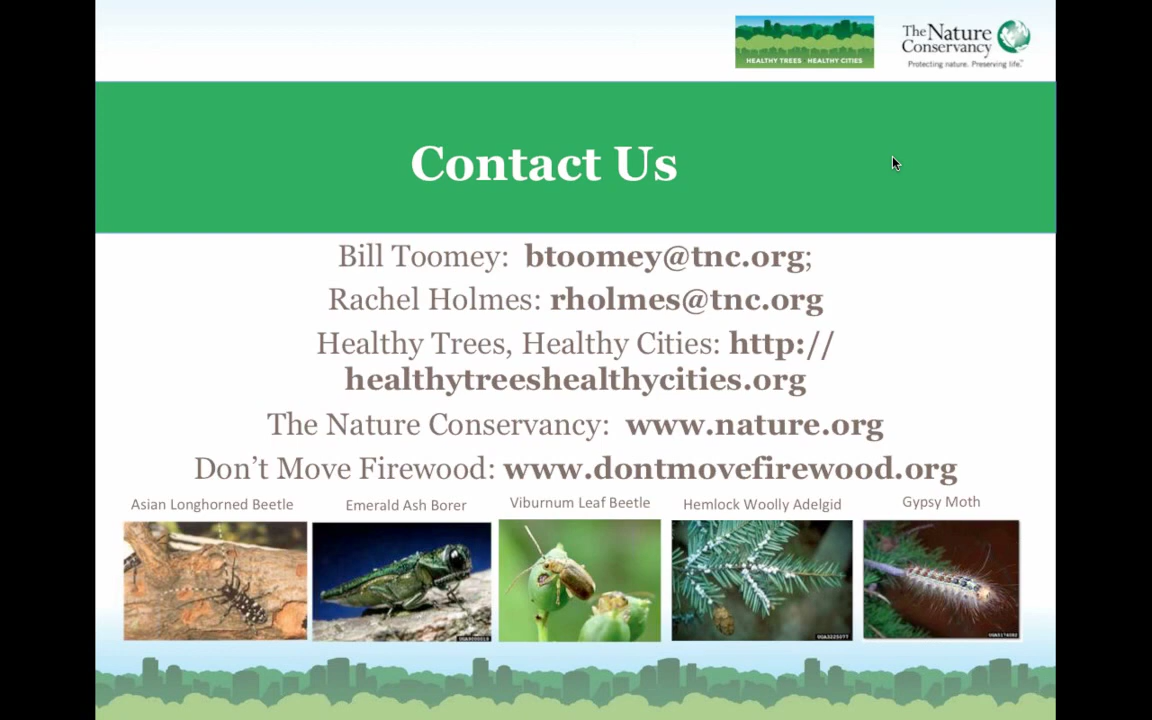 HEALTHY TREES HEALTHY CITIES
The Nature
Conservancy
Protecting nature. Preserving life.™
Contact Us
Bill Toomey: btoomey@tnc.org;
Rachel Holmes: rholmes@tnc.org
Healthy Trees, Healthy Cities: http://
healthytreeshealthycities.org
The Nature Conservancy: www.nature.org
Don’t Move Firewood: www.dontmovefirewood.org
Asian Longhorned Beetle
Emerald Ash Borer
Viburnum Leaf Beetle
Hemlock Woolly Adelgid
Gypsy Moth